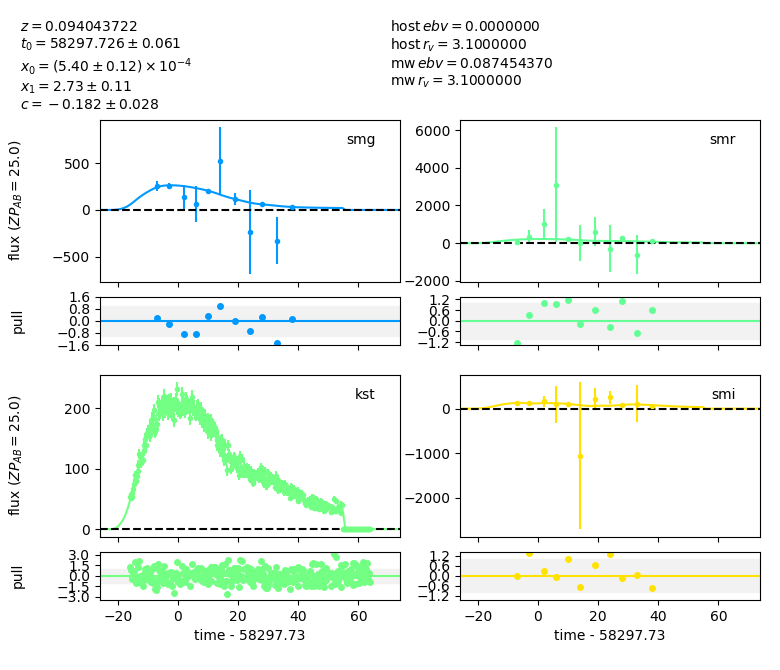 z = 0.094043722
t0 = 58297.726 ± 0.061
x0 = (5.40 ± 0.12) × 10^−4
x1 = 2.73 ± 0.11
c = −0.182 ± 0.028
host ebv = 0.0000000
host rv = 3.1000000
mw ebv = 0.087454370
mw rv = 3.1000000
flux (ZP_AB = 25.0)
500
0
−500
smg
6000
4000
2000
0
−2000
smr
pull
1.6
0.8
0.0
−0.8
−1.6
1.2
0.6
0.0
−0.6
−1.2
flux (ZP_AB = 25.0)
200
100
0
kst
0
−1000
−2000
smi
pull
3.0
1.5
0.0
−1.5
−3.0
1.2
0.6
0.0
−0.6
−1.2
−20 0 20 40 60
−20 0 20 40 60
time - 58297.73
time - 58297.73